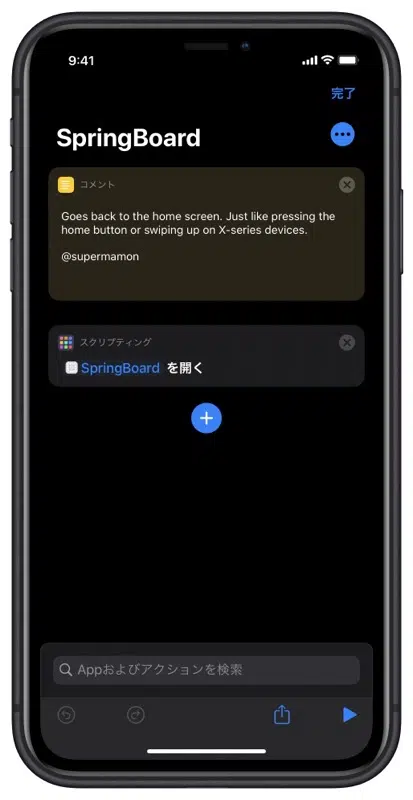 9:41
完了
SpringBoard
コメント
Goes back to the home screen. Just like pressing the
home button or swiping up on X-series devices.
@supermamon
スクリプティング
SpringBoard を開く
Appおよびアクションを検索